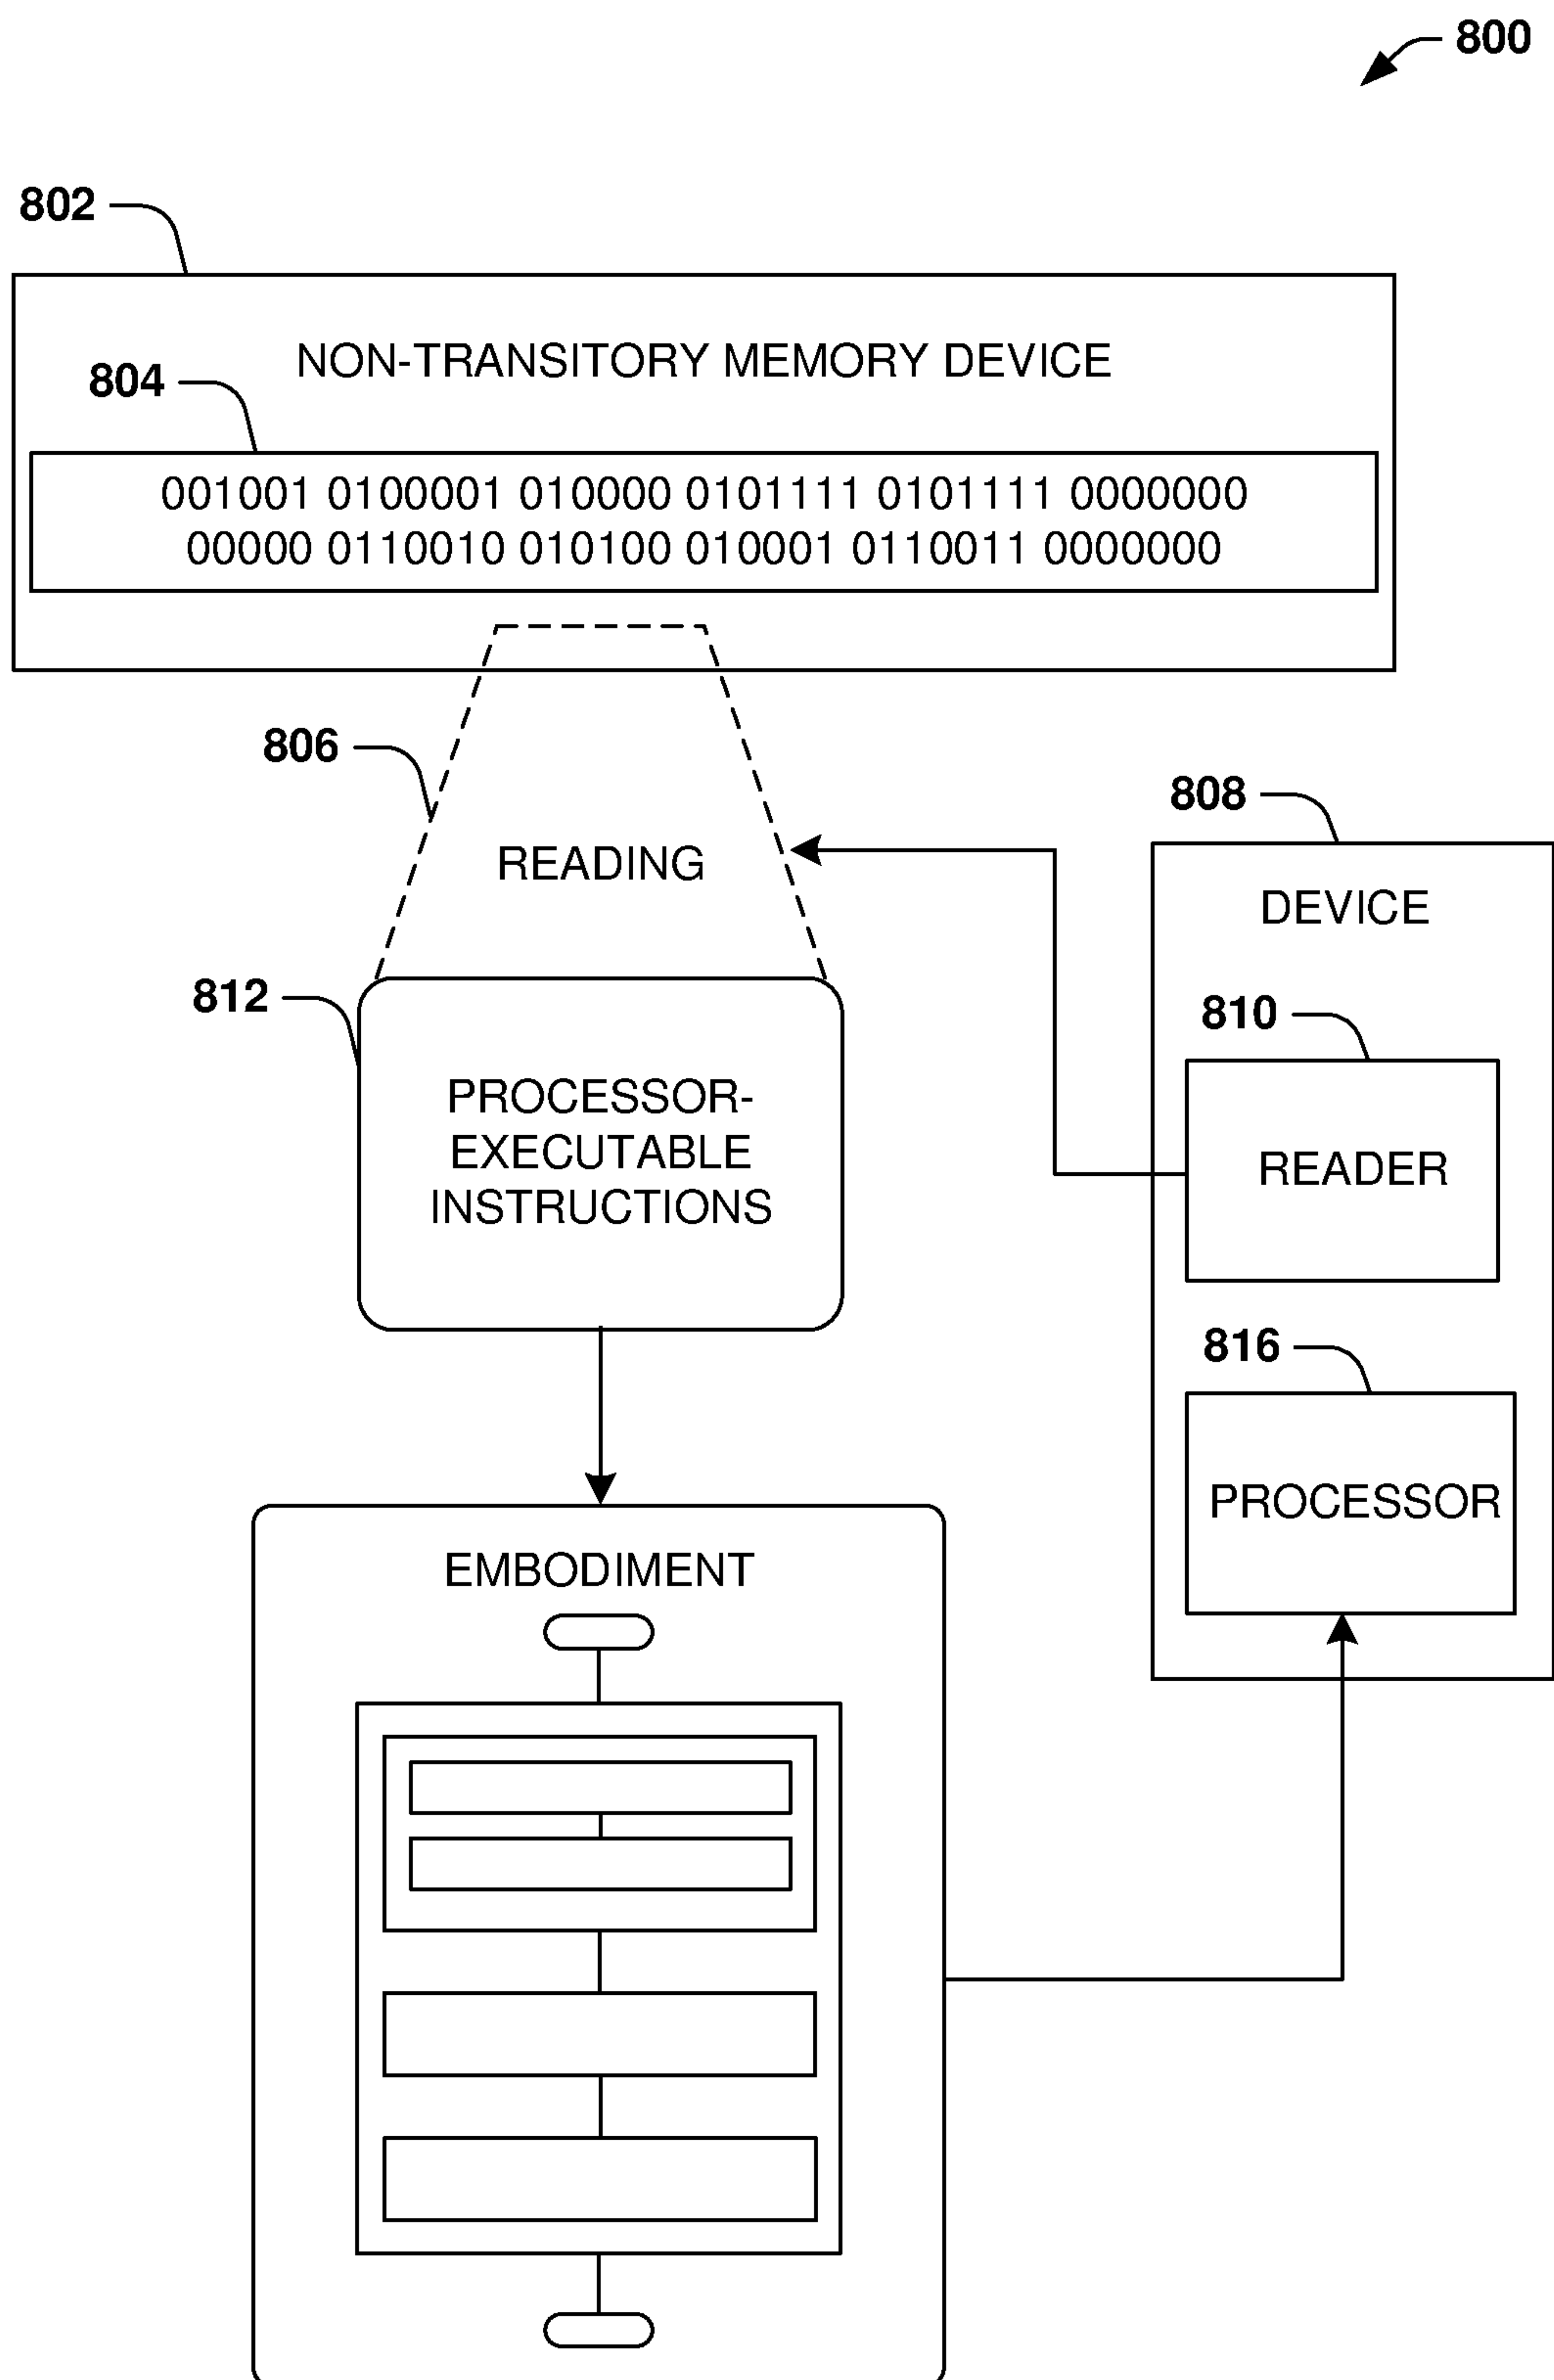 800
802
NON-TRANSITORY MEMORY DEVICE
804
001001 0100001 010000 0101111 0101111 0000000
00000 0110010 010100 010001 0110011 0000000
806
READING
808
DEVICE
810
READER
812
PROCESSOR-
EXECUTABLE
INSTRUCTIONS
816
PROCESSOR
EMBODIMENT